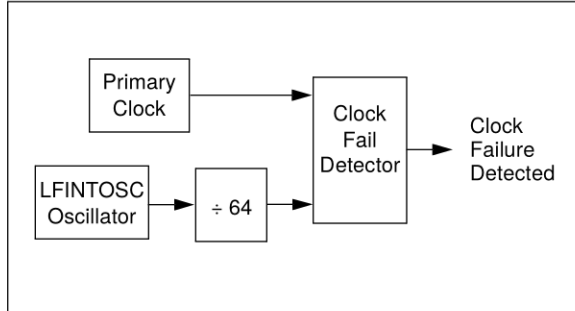 Primary
Clock
Clock
Fail
Detector
Clock
Failure
Detected
LFINTOSC
Oscillator
÷ 64